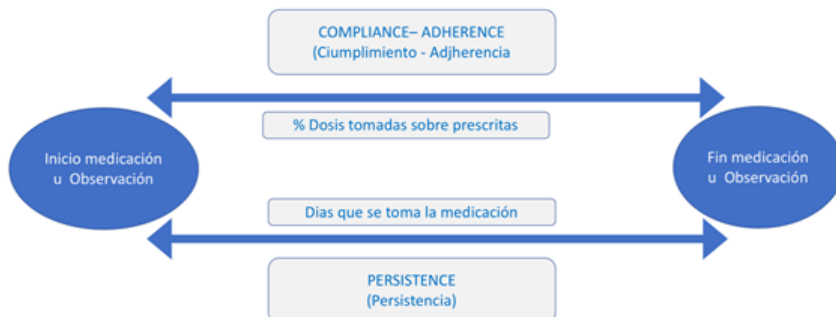 COMPLIANCE– ADHERENCE
(Ciumplimiento - Adjherencia
% Dosis tomadas sobre prescritas
Inicio medicación
u Observación
Fin medicación
u Observación
Dias que se toma la medicación
PERSISTENCE
(Persistencia)